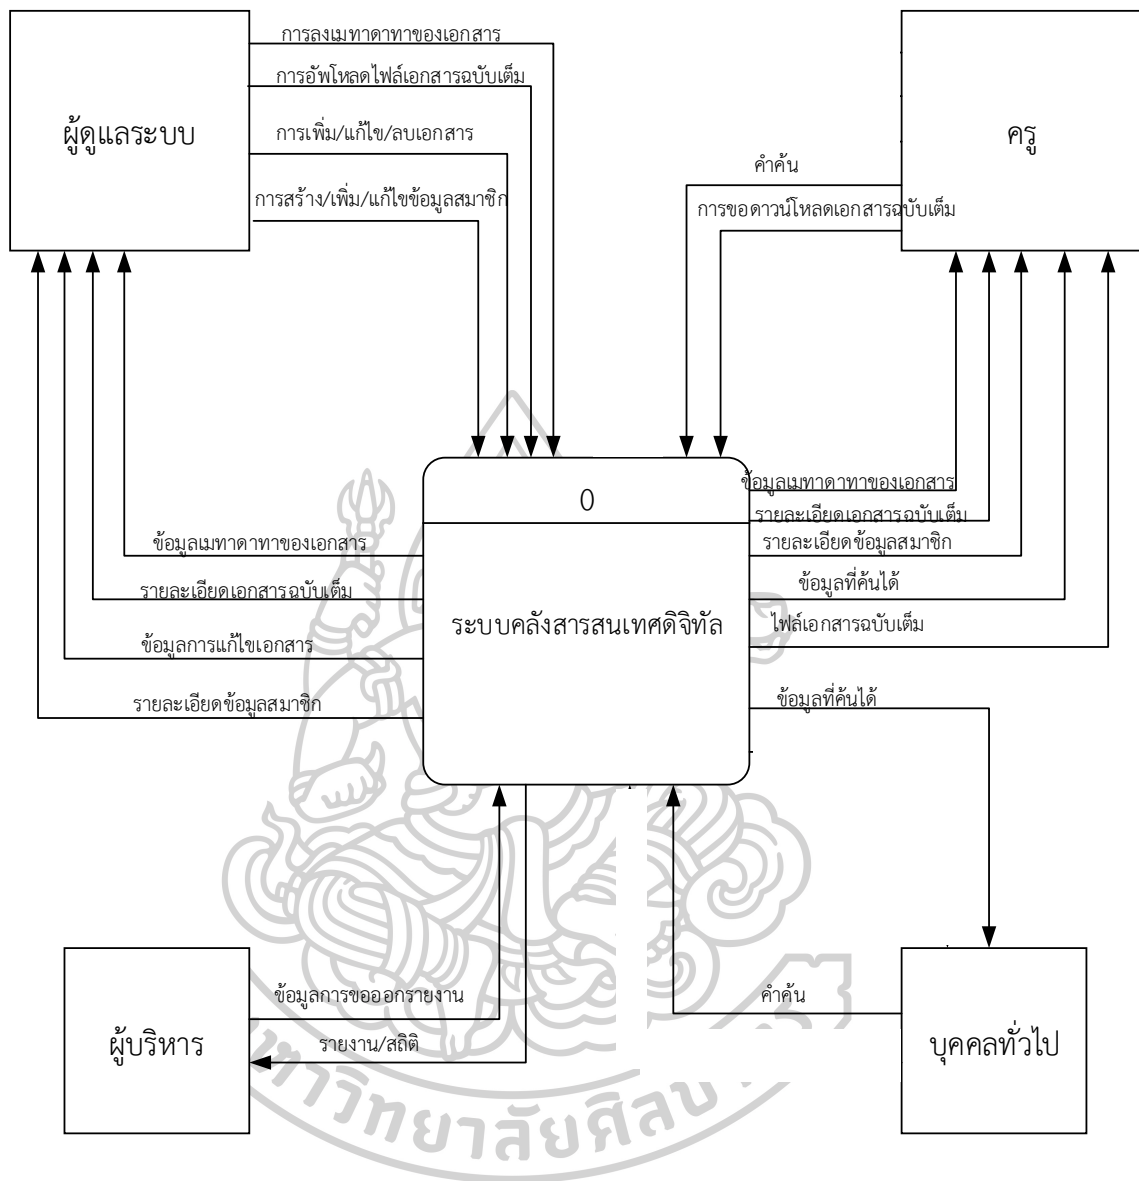 การลงเมทาดาทาของเอกสาร
การอัพโหลดไฟล์เอกสารฉบับเต็ม
ผู้ดูแลระบบ
การเพิ่ม/แก้ไข/ลบเอกสาร
การสร้าง/เพิ่ม/แก้ไขข้อมูลสมาชิก
ครู
คำค้น
การขอดาวน์โหลดเอกสารฉบับเต็ม
0
ระบบคลังสารสนเทศดิจิทัล
ข้อมูลเมทาดาทาของเอกสาร
รายละเอียดเอกสารฉบับเต็ม
ข้อมูลการแก้ไขเอกสาร
รายละเอียดข้อมูลสมาชิก
ข้อมูลเมทาดาทาของเอกสาร
รายละเอียดเอกสารฉบับเต็ม
รายละเอียดข้อมูลสมาชิก
ข้อมูลที่ค้นได้
ไฟล์เอกสารฉบับเต็ม
ข้อมูลที่ค้นได้
ผู้บริหาร
ข้อมูลการขอออกรายงาน
รายงาน/สถิติ
คำค้น
บุคคลทั่วไป